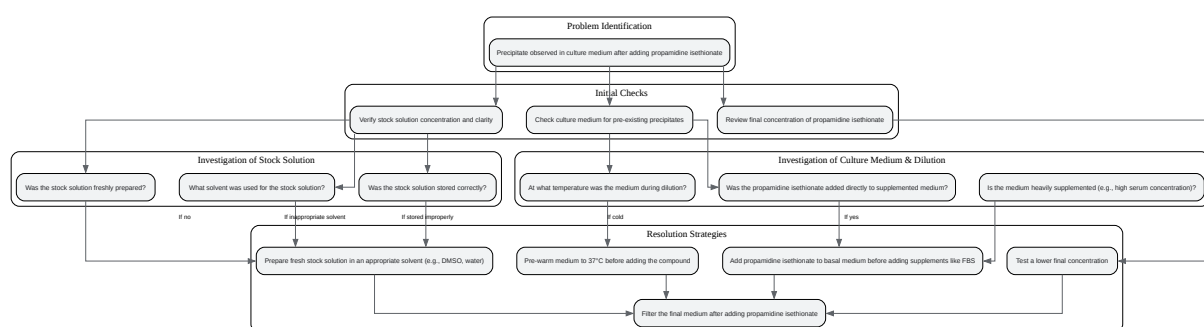 Problem Identification
Precipitate observed in culture medium after adding propamidine isethionate
Initial Checks
Verify stock solution concentration and clarity
Check culture medium for pre-existing precipitates
Review final concentration of propamidine isethionate
Investigation of Stock Solution
Investigation of Culture Medium & Dilution
Was the stock solution freshly prepared?
What solvent was used for the stock solution?
Was the stock solution stored correctly?
At what temperature was the medium during dilution?
Was the propamidine isethionate added directly to supplemented medium?
Is the medium heavily supplemented (e.g., high serum concentration)?
If no
If inappropriate solvent
If stored improperly
If cold
If yes
Resolution Strategies
Prepare fresh stock solution in an appropriate solvent (e.g., DMSO, water)
Pre-warm medium to 37°C before adding the compound
Add propamidine isethionate to basal medium before adding supplements like FBS
Test a lower final concentration
Filter the final medium after adding propamidine isethionate